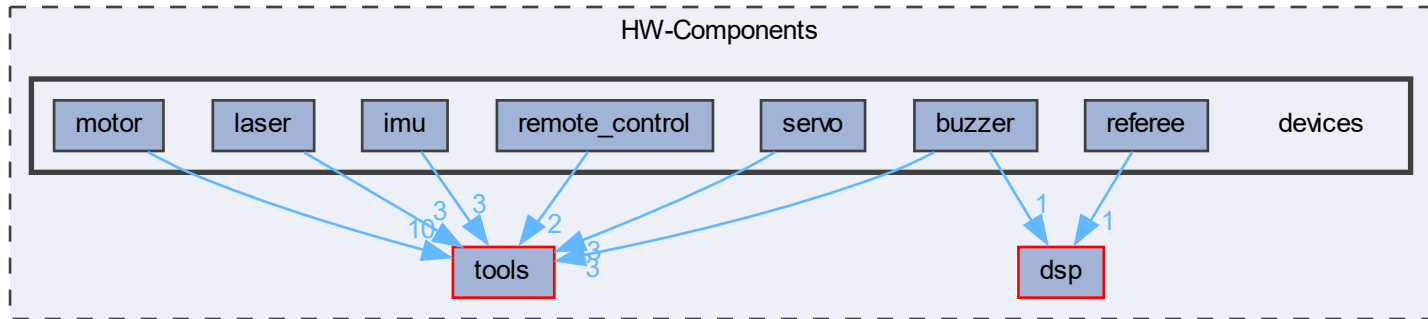 HW-Components
motor
laser
imu
remote_control
servo
buzzer
referee
devices
10
3
3
2
3
3
1
1
tools
dsp